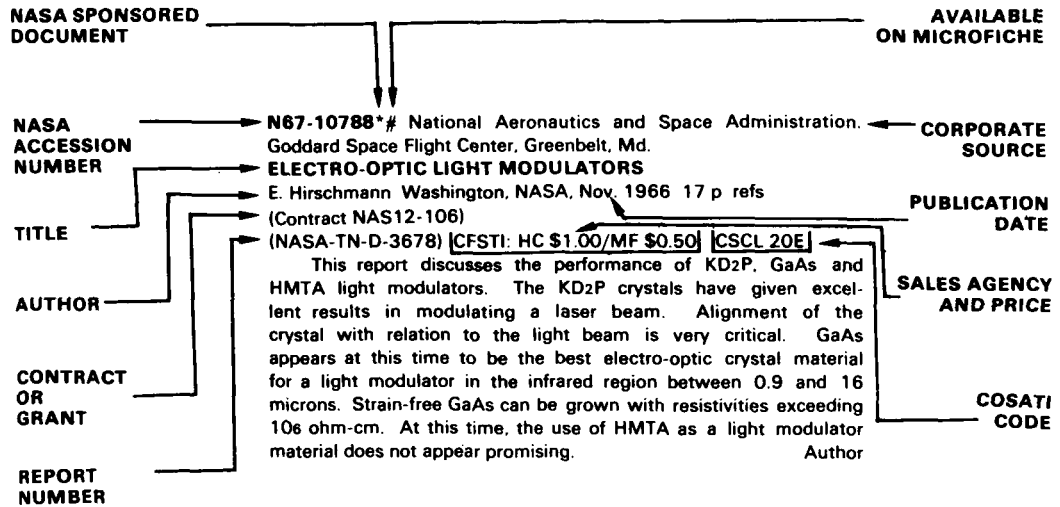 NASA SPONSORED
DOCUMENT
AVAILABLE
ON MICROFICHE
NASA
ACCESSION
NUMBER
N67-10788*# National Aeronautics and Space Administration.
Goddard Space Flight Center, Greenbelt, Md.
CORPORATE
SOURCE
ELECTRO-OPTIC LIGHT MODULATORS
E. Hirschmann Washington, NASA, Nov. 1966 17 p refs
PUBLICATION
DATE
TITLE
(Contract NAS12-106)
(NASA-TN-D-3678) CFSTI: HC $1.00/MF $0.50 CSCL 20E
This report discusses the performance of KD2P, GaAs and
HMTA light modulators. The KD2P crystals have given excel-
lent results in modulating a laser beam. Alignment of the
crystal with relation to the light beam is very critical. GaAs
appears at this time to be the best electro-optic crystal material
for a light modulator in the infrared region between 0.9 and 16
microns. Strain-free GaAs can be grown with resistivities exceeding
106 ohm-cm. At this time, the use of HMTA as a light modulator
material does not appear promising. Author
SALES AGENCY
AND PRICE
AUTHOR
CONTRACT
OR
GRANT
COSATI
CODE
REPORT
NUMBER